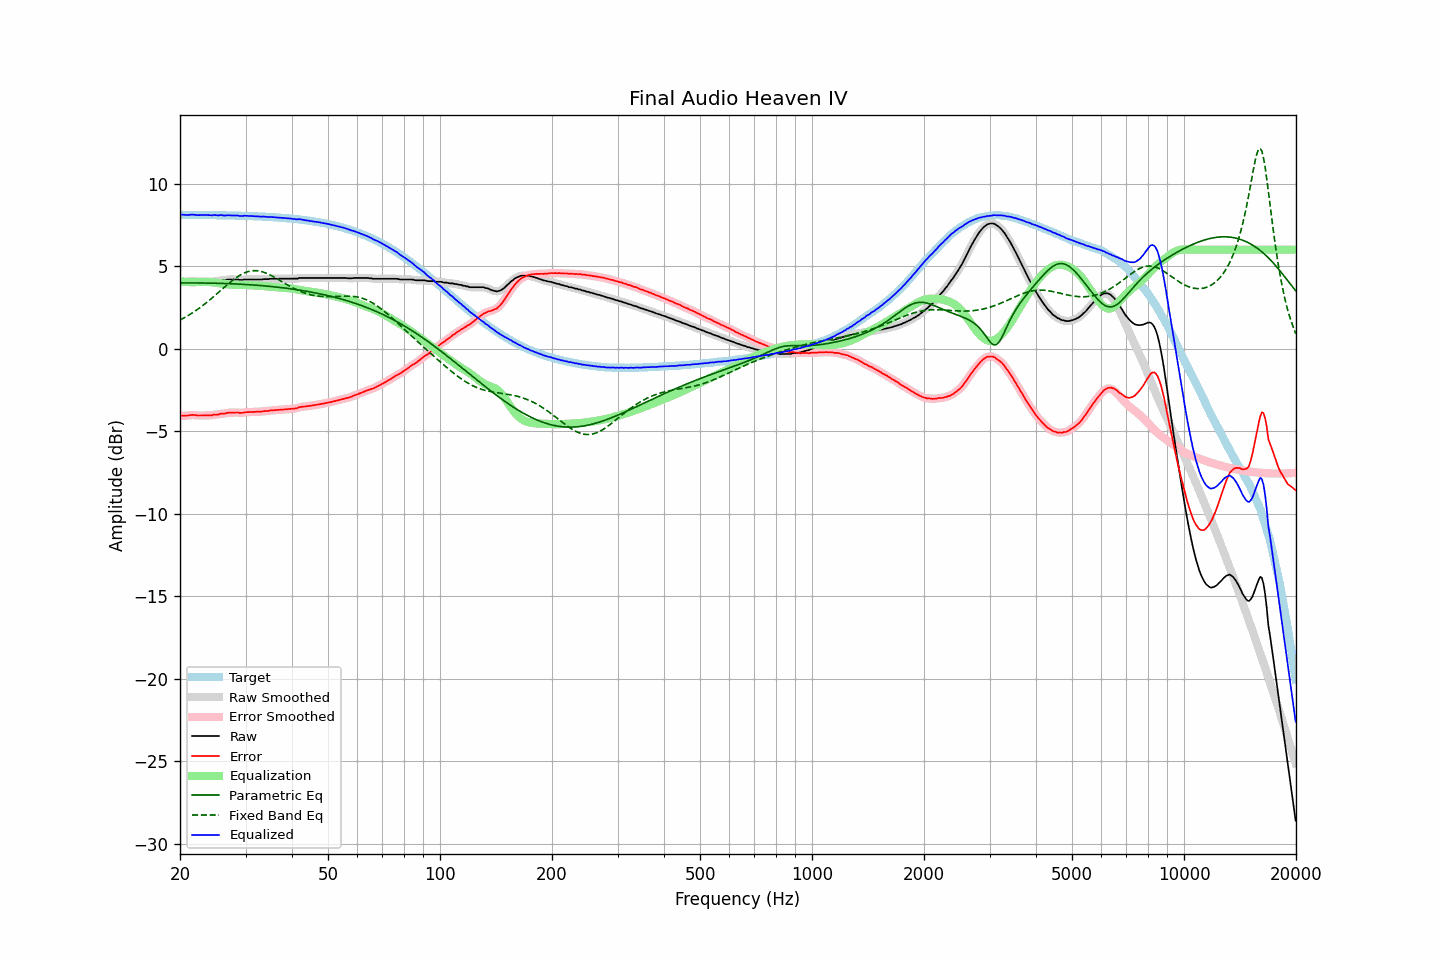 Final Audio Heaven IV
Amplitude (dBr)
10
5
0
−5
−10
−15
−20
−25
−30
Target
Raw Smoothed
Error Smoothed
Raw
Error
Equalization
Parametric Eq
Fixed Band Eq
Equalized
20 50 100 200 500 1000 2000 5000 10000 20000
Frequency (Hz)